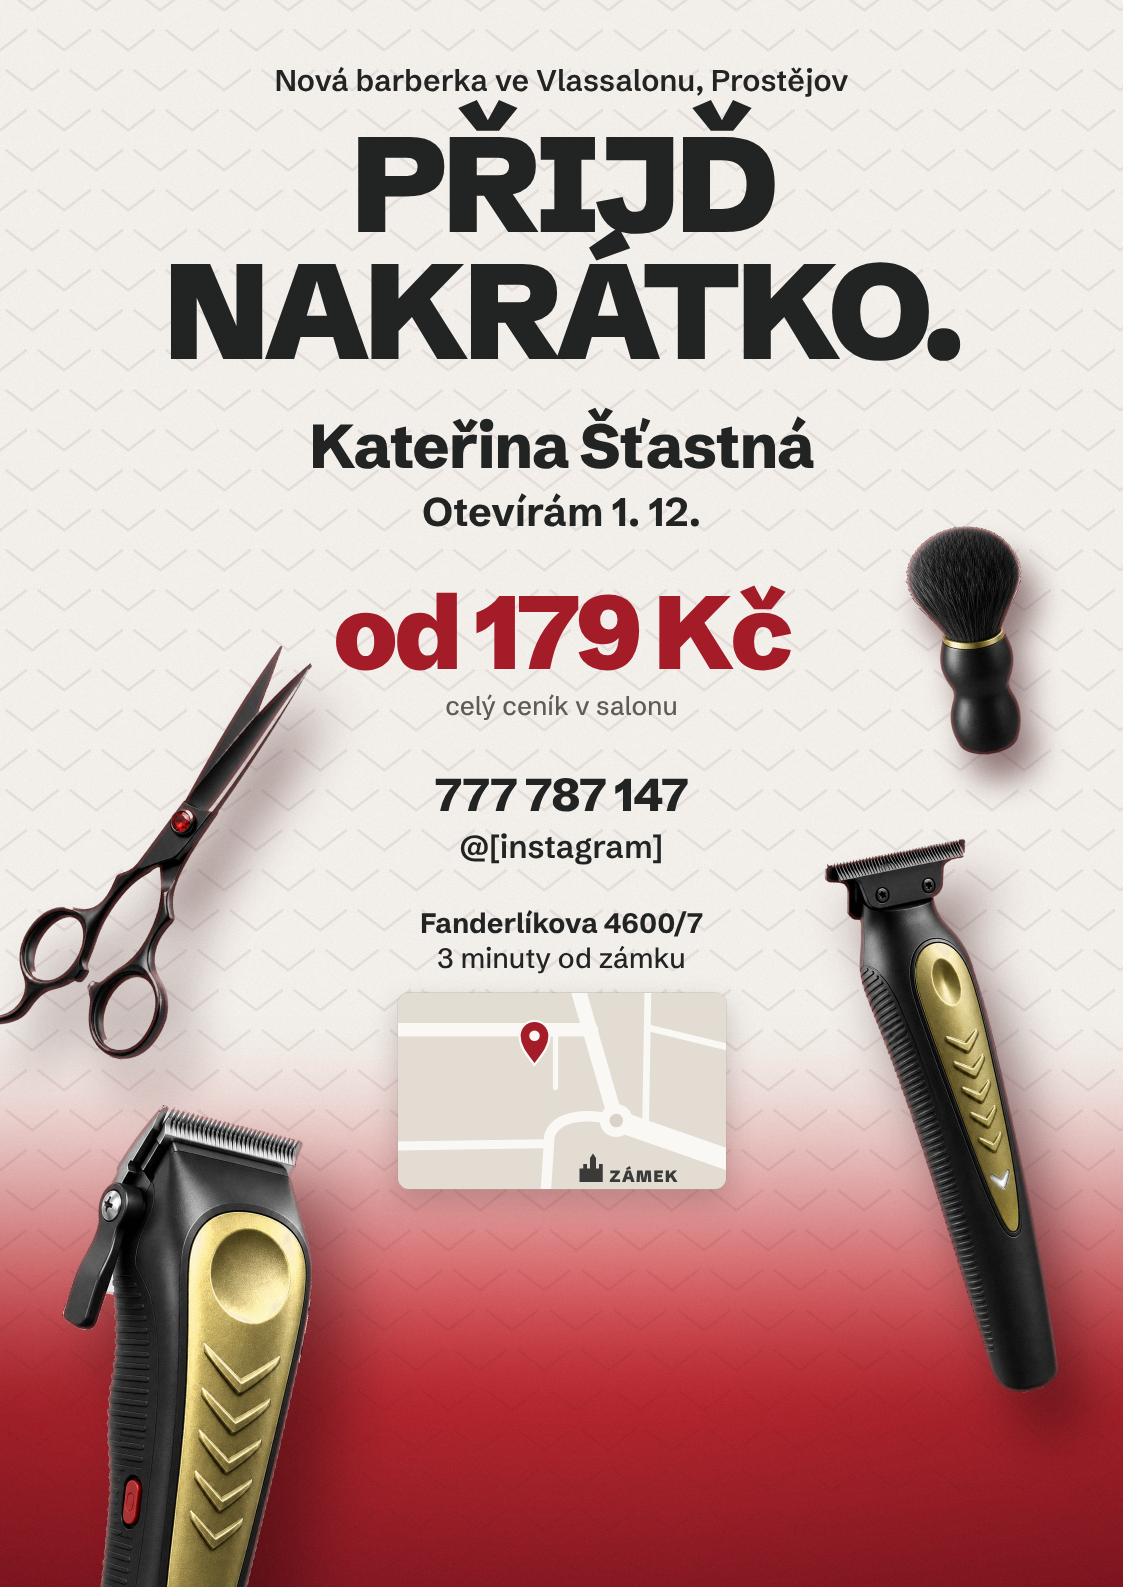 Nová barberka ve Vlassalonu, Prostějov
PŘIJĎ
NAKRÁTKO.
Kateřina Šťastná
Otevírám 1. 12.
od 179 Kč
celý ceník v salonu
777 787 147
@[instagram]
Fanderlíkova 4600/7
3 minuty od zámku
ZÁMEK